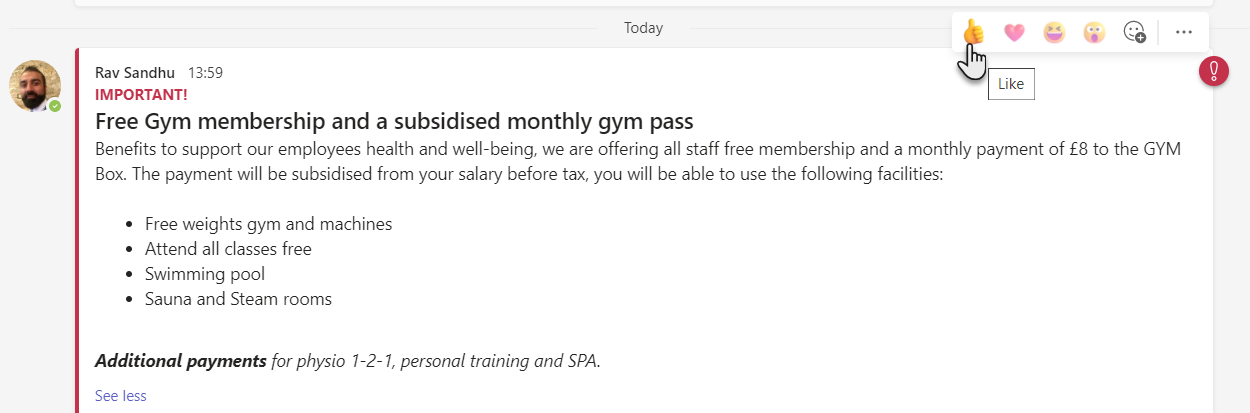 Today
Rav Sandhu 13:59
IMPORTANT!
Like
Free Gym membership and a subsidised monthly gym pass
Benefits to support our employees health and well-being, we are offering all staff free membership and a monthly payment of £8 to the GYM
Box. The payment will be subsidised from your salary before tax, you will be able to use the following facilities:
• Free weights gym and machines
• Attend all classes free
• Swimming pool
• Sauna and Steam rooms
Additional payments for physio 1-2-1, personal training and SPA.
See less